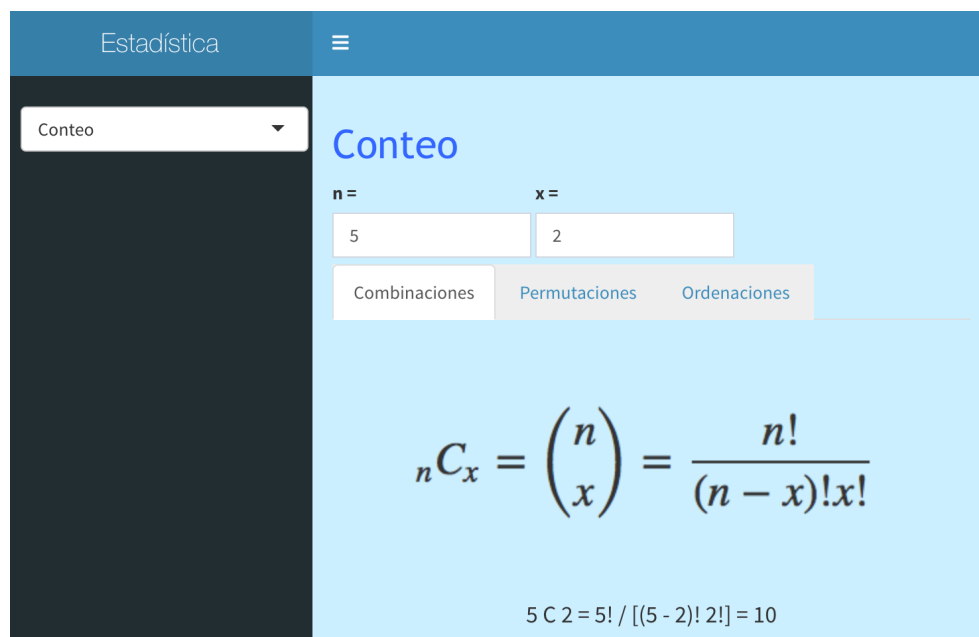 Estadística
Conteo
Conteo
n = x =
5 2
Combinaciones Permutaciones Ordenaciones
nCx = (n x) = n! / (n − x)!x!
5 C 2 = 5! / [(5 - 2)! 2!] = 10